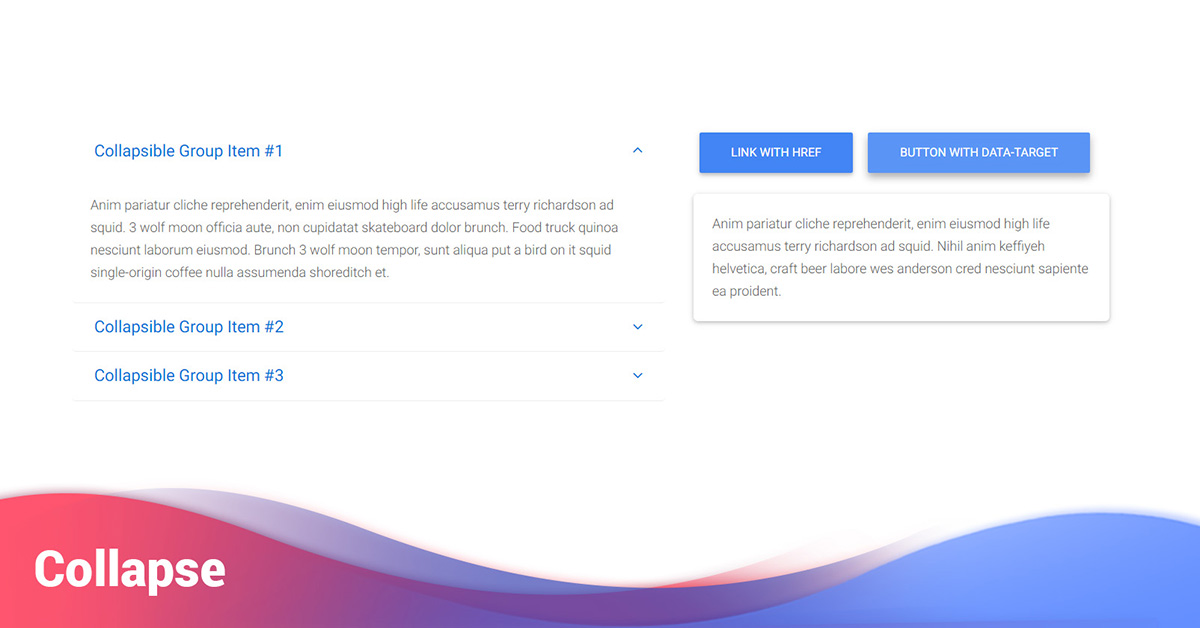 Collapsible Group Item #1
Anim pariatur cliche reprehenderit, enim eiusmod high life accusamus terry richardson ad
squid. 3 wolf moon officia aute, non cupidatat skateboard dolor brunch. Food truck quinoa
nesciunt laborum eiusmod. Brunch 3 wolf moon tempor, sunt aliqua put a bird on it squid
single-origin coffee nulla assumenda shoreditch et.
Collapsible Group Item #2
Collapsible Group Item #3
LINK WITH HREF
BUTTON WITH DATA-TARGET
Anim pariatur cliche reprehenderit, enim eiusmod high life
accusamus terry richardson ad squid. Nihil anim keffiyeh
helvetica, craft beer labore wes anderson cred nesciunt sapiente
ea proident.
Collapse